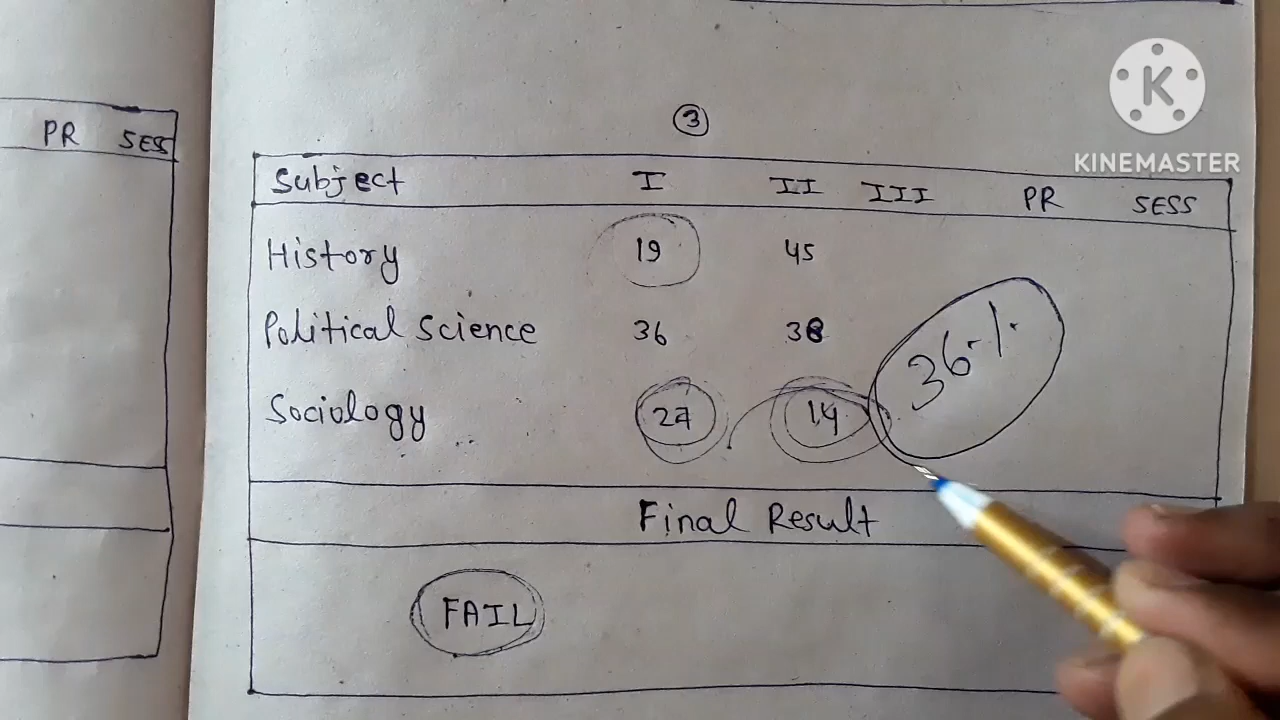 KINEMASTER
PR SESS
3
Subject I II III PR SESS
History 19 45
Political Science 36 38
Sociology 27 14
36%
Final Result
FAIL